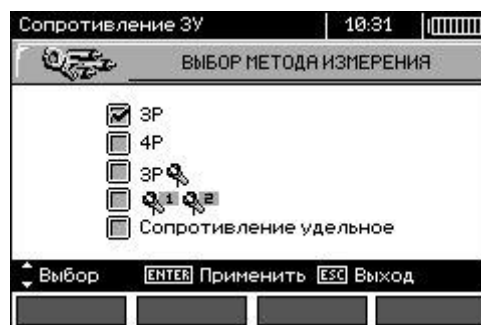 Сопротивление ЗУ 10:31
ВЫБОР МЕТОДА ИЗМЕРЕНИЯ
3P
4P
3P
1 2
Сопротивление удельное
Выбор ENTER Применить ESC Выход